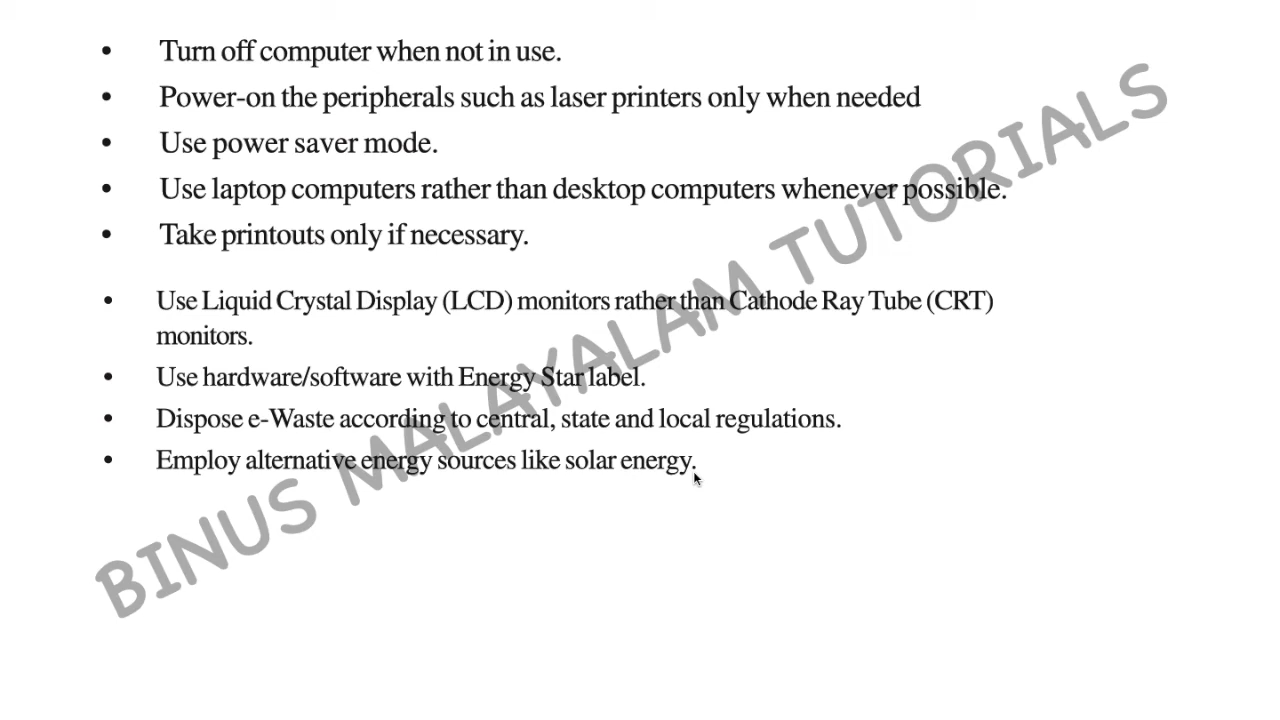 • Turn off computer when not in use.
• Power-on the peripherals such as laser printers only when needed
• Use power saver mode.
• Use laptop computers rather than desktop computers whenever possible.
• Take printouts only if necessary.
• Use Liquid Crystal Display (LCD) monitors rather than Cathode Ray Tube (CRT)
monitors.
• Use hardware/software with Energy Star label.
• Dispose e-Waste according to central, state and local regulations.
• Employ alternative energy sources like solar energy.
BINUS MALAYALAM TUTORIALS